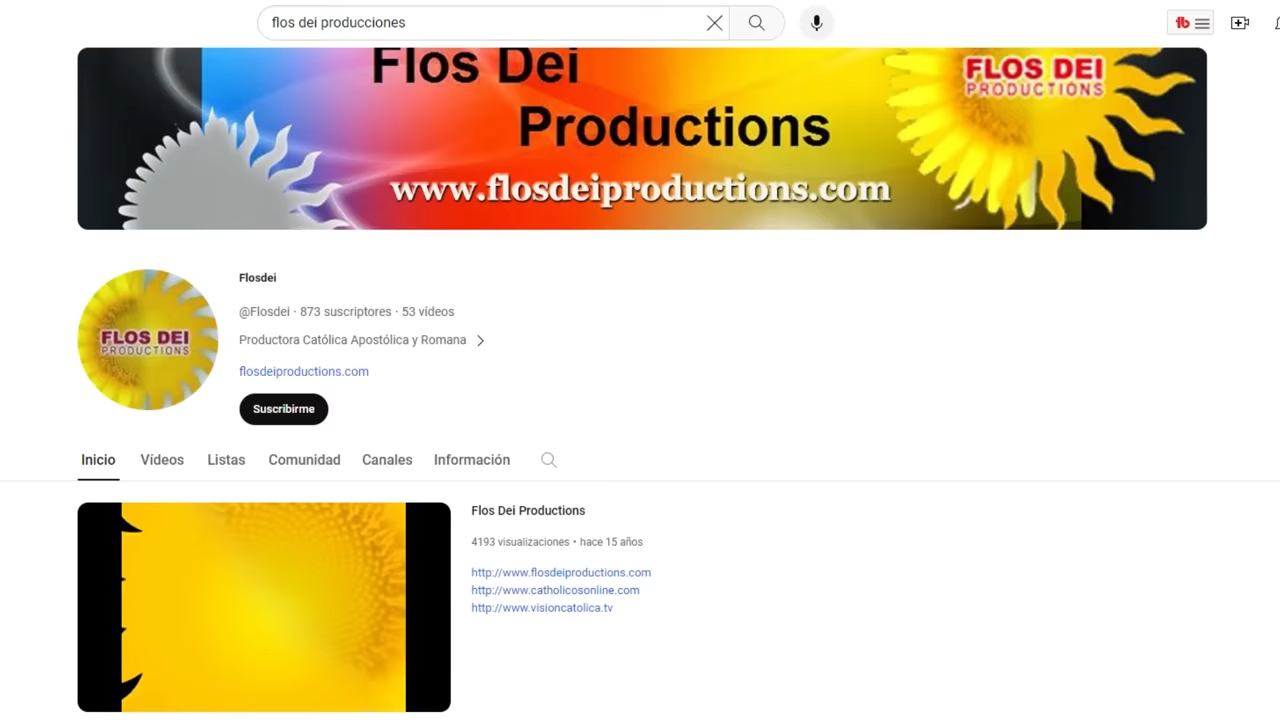 flos dei producciones
Flos Dei
Productions
www.flosdeiproductions.com
FLOS DEI
PRODUCTIONS
FLOS DEI
PRODUCTIONS
Flosdei
@Flosdei · 873 suscriptores · 53 vídeos
Productora Católica Apostólica y Romana
flosdeiproductions.com
Suscribirme
Inicio Vídeos Listas Comunidad Canales Información
Flos Dei Productions
4193 visualizaciones • hace 15 años
http://www.flosdeiproductions.com
http://www.catholicosonline.com
http://www.visioncatolica.tv